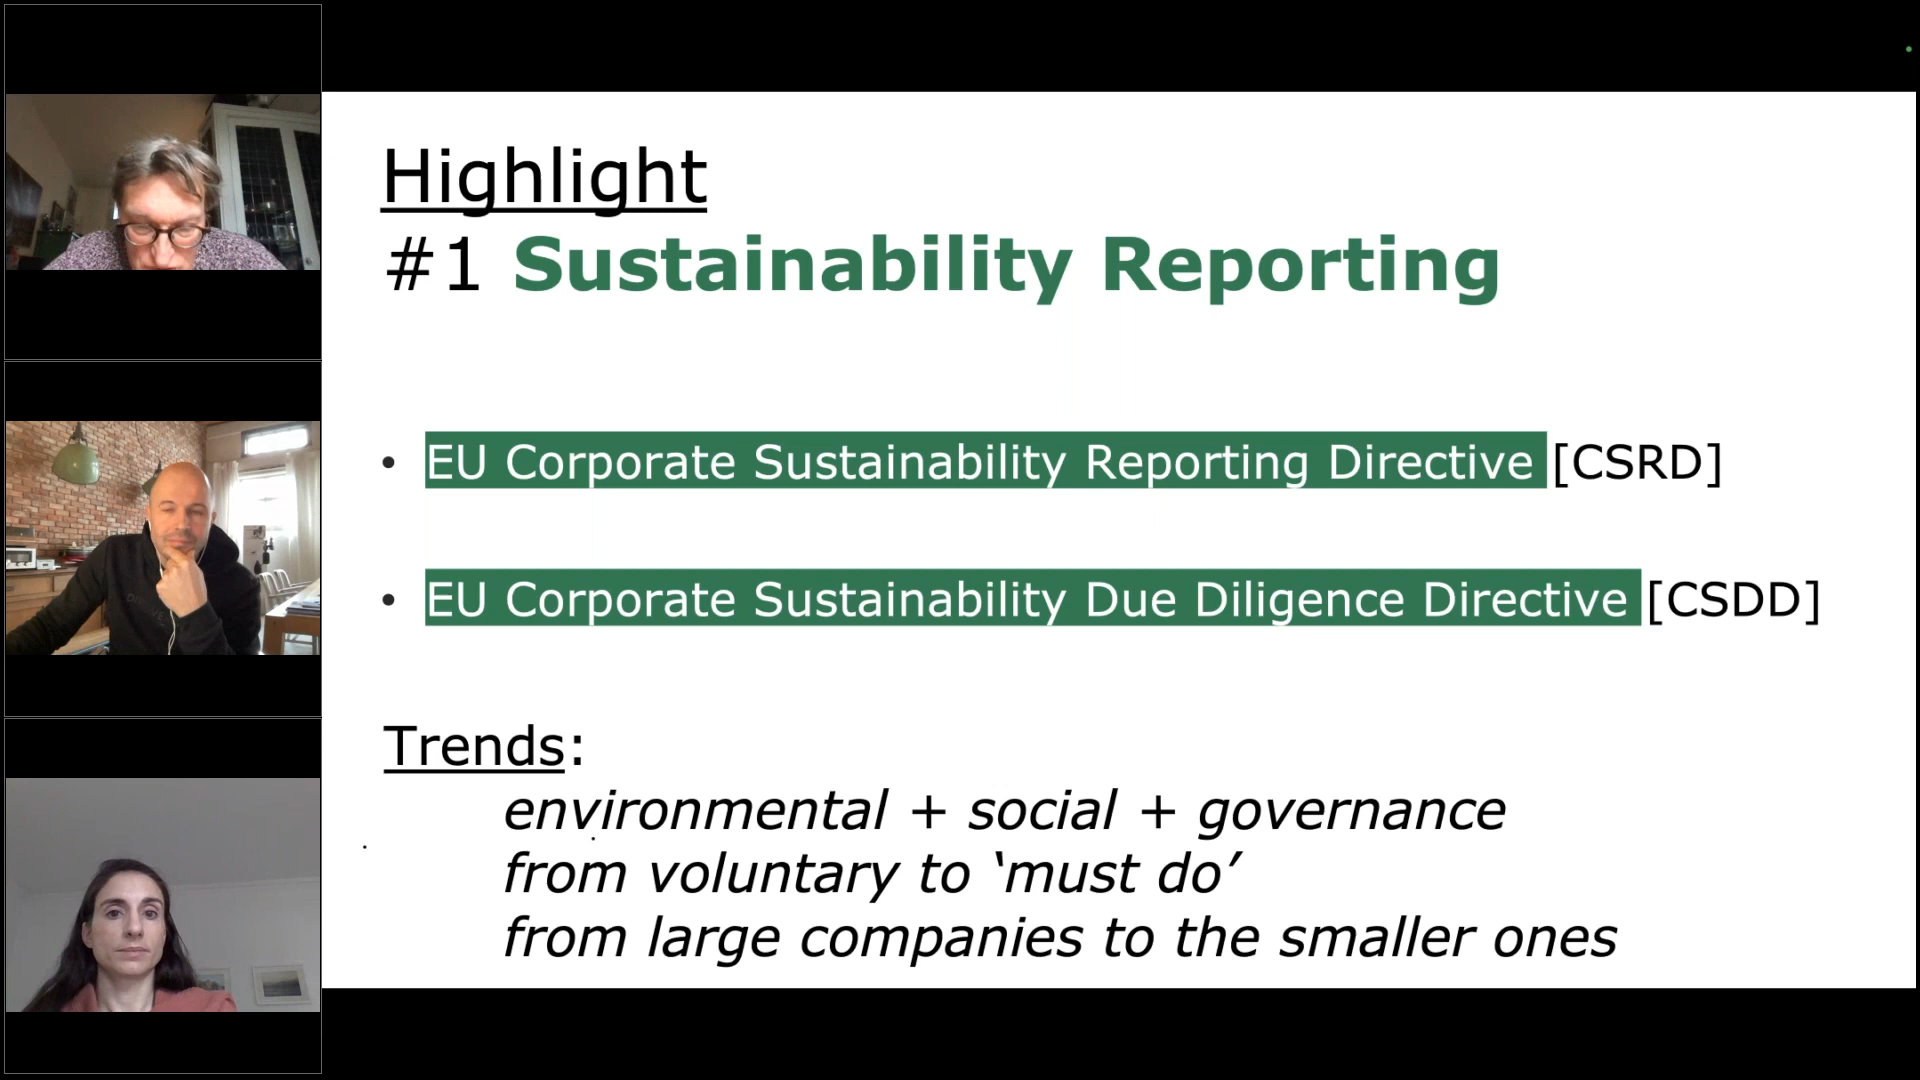 Highlight
#1 Sustainability Reporting
• EU Corporate Sustainability Reporting Directive [CSRD]
• EU Corporate Sustainability Due Diligence Directive [CSDD]
Trends:
environmental + social + governance
from voluntary to ‘must do’
from large companies to the smaller ones